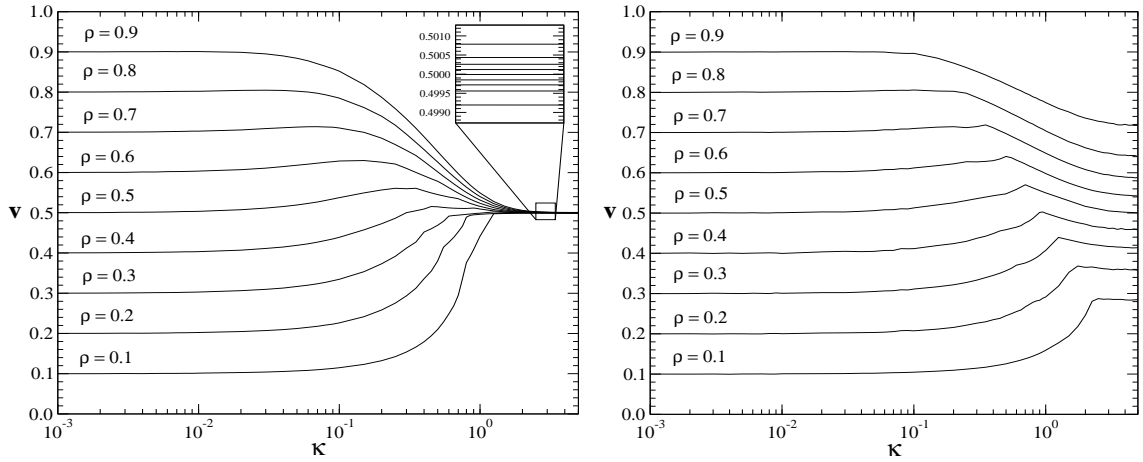 1.0
0.9
0.8
0.7
0.6
0.5
0.4
0.3
0.2
0.1
0.0
v
ρ = 0.9
ρ = 0.8
ρ = 0.7
ρ = 0.6
ρ = 0.5
ρ = 0.4
ρ = 0.3
ρ = 0.2
ρ = 0.1
0.5010
0.5005
0.5000
0.4995
0.4990
10⁻³
10⁻²
10⁻¹
10⁰
κ
1.0
0.9
0.8
0.7
0.6
0.5
0.4
0.3
0.2
0.1
0.0
v
ρ = 0.9
ρ = 0.8
ρ = 0.7
ρ = 0.6
ρ = 0.5
ρ = 0.4
ρ = 0.3
ρ = 0.2
ρ = 0.1
10⁻³
10⁻²
10⁻¹
10⁰
κ